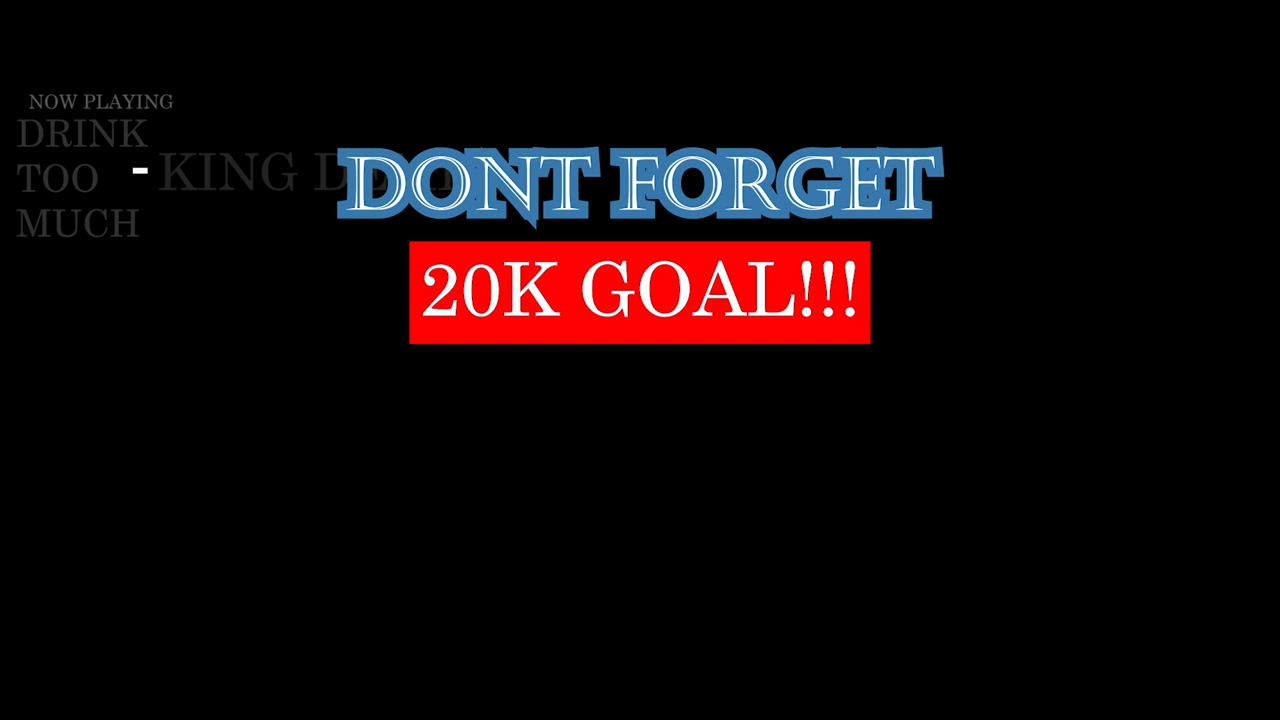 NOW PLAYING
DRINK
TOO
MUCH
- KING
DONT FORGET
20K GOAL!!!